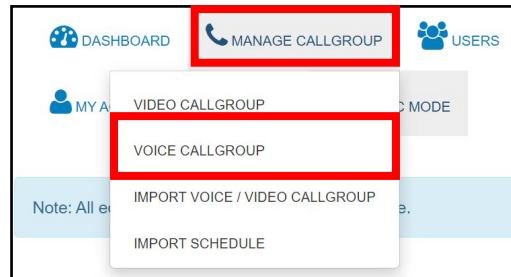 DASHBOARD MANAGE CALLGROUP USERS
MY A C MODE
VIDEO CALLGROUP
VOICE CALLGROUP
IMPORT VOICE / VIDEO CALLGROUP
IMPORT SCHEDULE
Note: All e e.